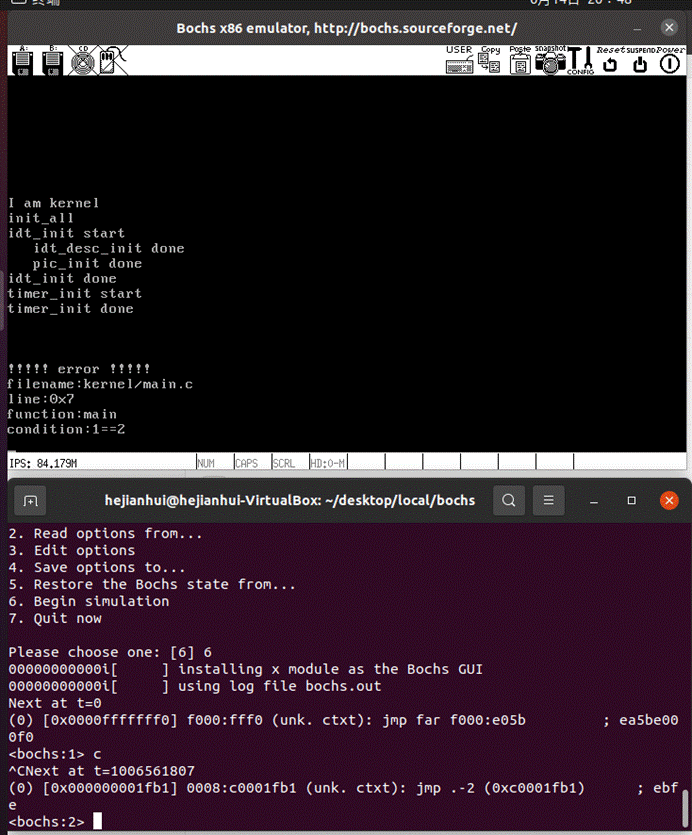 Bochs x86 emulator, http://bochs.sourceforge.net/
A: B: CD USER Copy Paste snapshot CONFIG Reset SUSPEND Power
I am kernel
init_all
idt_init start
   idt_desc_init done
   pic_init done
idt_init done
timer_init start
timer_init done
!!!!! error !!!!!
filename:kernel/main.c
line:0x7
function:main
condition:1==2
IPS: 84.179M NUM CAPS SCRL HD:0-M
hejianhui@hejianhui-VirtualBox: ~/desktop/local/bochs
2. Read options from...
3. Edit options
4. Save options to...
5. Restore the Bochs state from...
6. Begin simulation
7. Quit now
Please choose one: [6] 6
00000000000i[      ] installing x module as the Bochs GUI
00000000000i[      ] using log file bochs.out
Next at t=0
(0) [0x0000fffffff0] f000:fff0 (unk. ctxt): jmp far f000:e05b          ; ea5be00
0f0
<bochs:1> c
^CNext at t=1006561807
(0) [0x000000001fb1] 0008:c0001fb1 (unk. ctxt): jmp .-2 (0xc0001fb1)      ; ebf
e
<bochs:2>